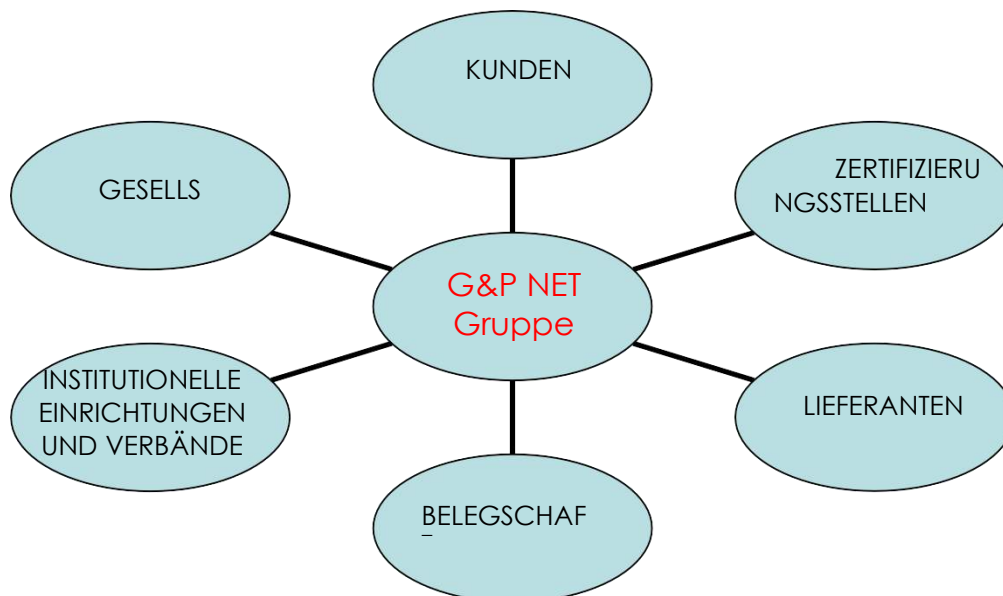 KUNDEN
GESELLS
ZERTIFIZIERU
NGSSTELLEN
G&P NET
Gruppe
INSTITUTIONELLE
EINRICHTUNGEN
UND VERBÄNDE
LIEFERANTEN
BELEGSCHAF